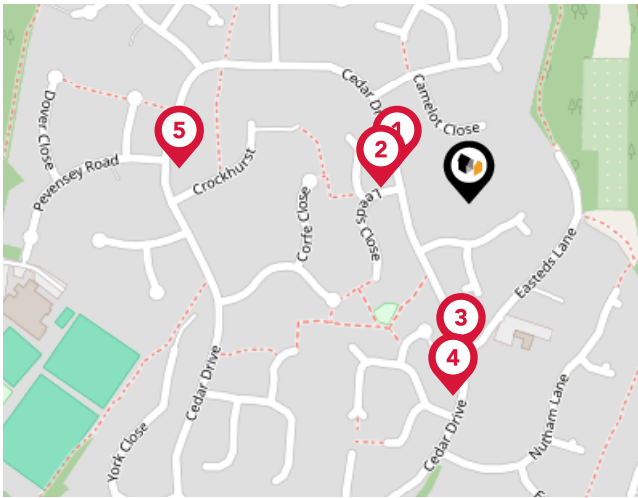 Cedar Dr
Camelot Close
Dover Close
1
5
2
Pevensey Road
Crockhurst
Leeds Close
Corfe Close
Easteds Lane
3
4
Cedar Drive
Nutham Lane
Cedar Drive
York Close